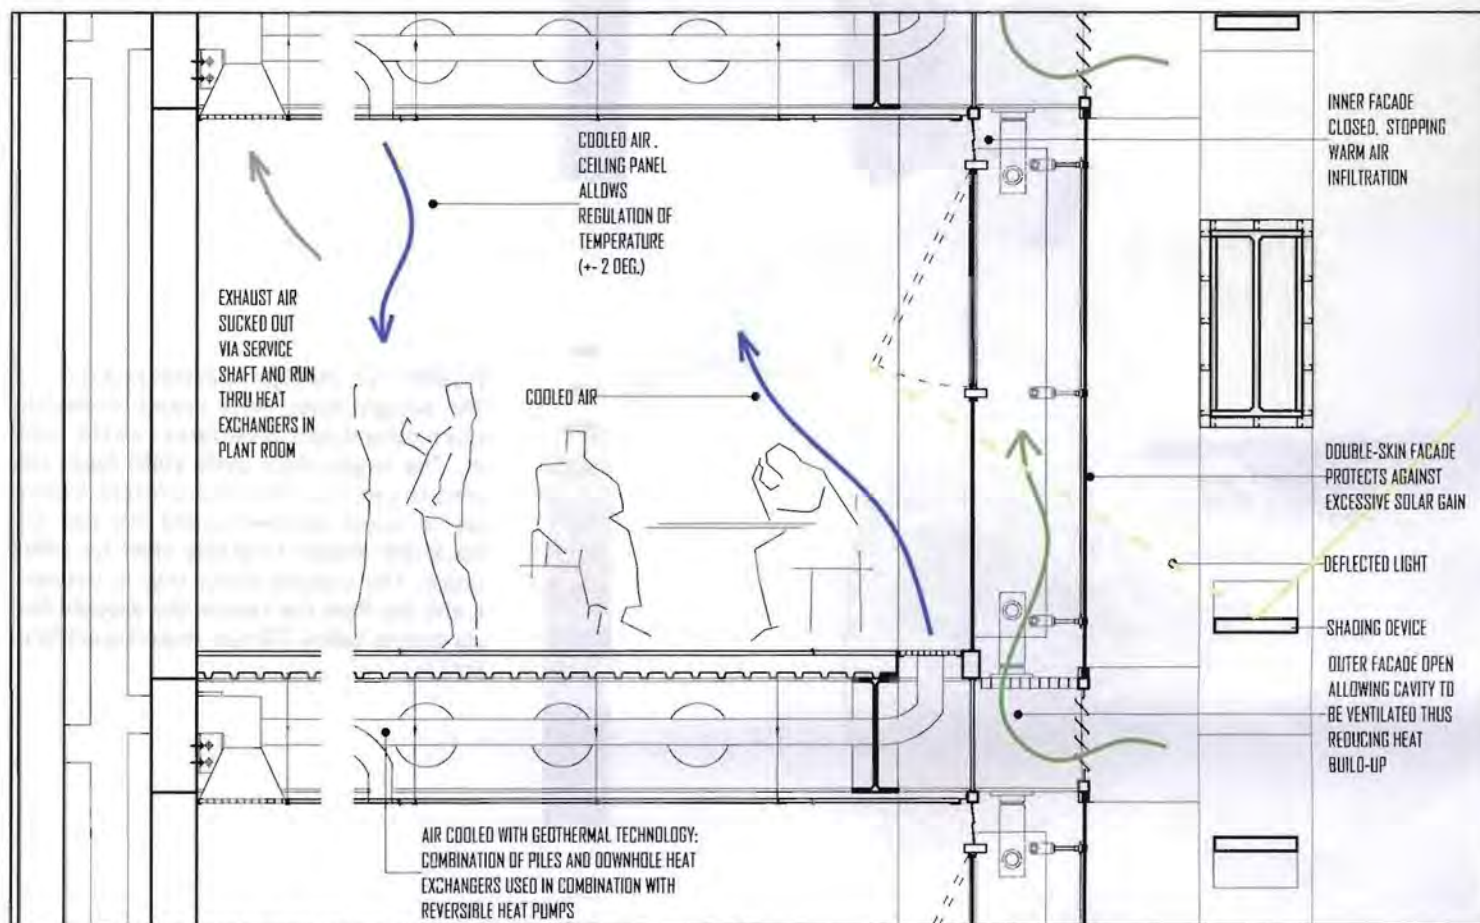 COOLED AIR .
CEILING PANEL
ALLOWS
REGULATION OF
TEMPERATURE
(+- 2 DEG.)
INNER FACADE
CLOSED, STOPPING
WARM AIR
INFILTRATION
EXHAUST AIR
SUCKED OUT
VIA SERVICE
SHAFT AND RUN
THRU HEAT
EXCHANGERS IN
PLANT ROOM
COOLED AIR
DOUBLE-SKIN FACADE
PROTECTS AGAINST
EXCESSIVE SOLAR GAIN
DEFLECTED LIGHT
SHADING DEVICE
OUTER FACADE OPEN
ALLOWING CAVITY TO
BE VENTILATED THUS
REDUCING HEAT
BUILD-UP
AIR COOLED WITH GEOTHERMAL TECHNOLOGY:
COMBINATION OF PILES AND DOWNHOLE HEAT
EXCHANGERS USED IN COMBINATION WITH
REVERSIBLE HEAT PUMPS